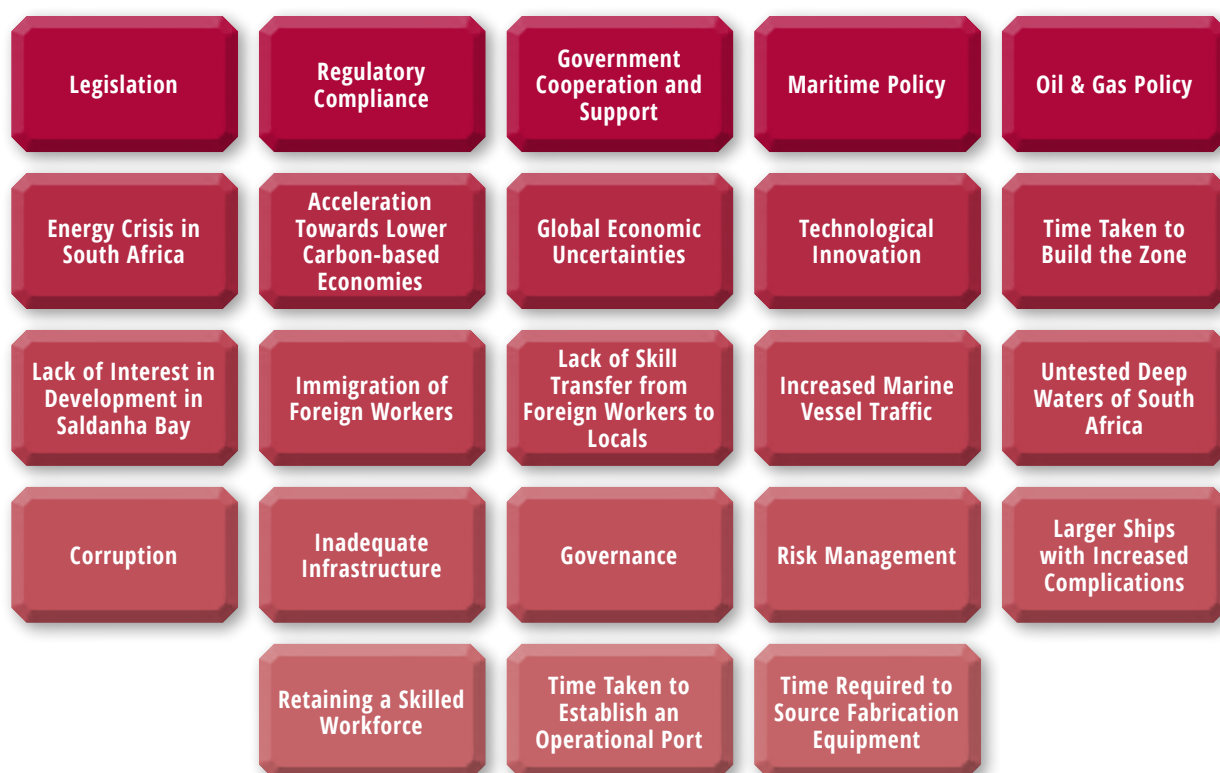 Legislation
Regulatory
Compliance
Government
Cooperation and
Support
Maritime Policy
Oil & Gas Policy
Energy Crisis in
South Africa
Acceleration
Towards Lower
Carbon-based
Economies
Global Economic
Uncertainties
Technological
Innovation
Time Taken to
Build the Zone
Lack of Interest in
Development in
Saldanha Bay
Immigration of
Foreign Workers
Lack of Skill
Transfer from
Foreign Workers to
Locals
Increased Marine
Vessel Traffic
Untested Deep
Waters of South
Africa
Corruption
Inadequate
Infrastructure
Governance
Risk Management
Larger Ships
with Increased
Complications
Retaining a Skilled
Workforce
Time Taken to
Establish an
Operational Port
Time Required to
Source Fabrication
Equipment